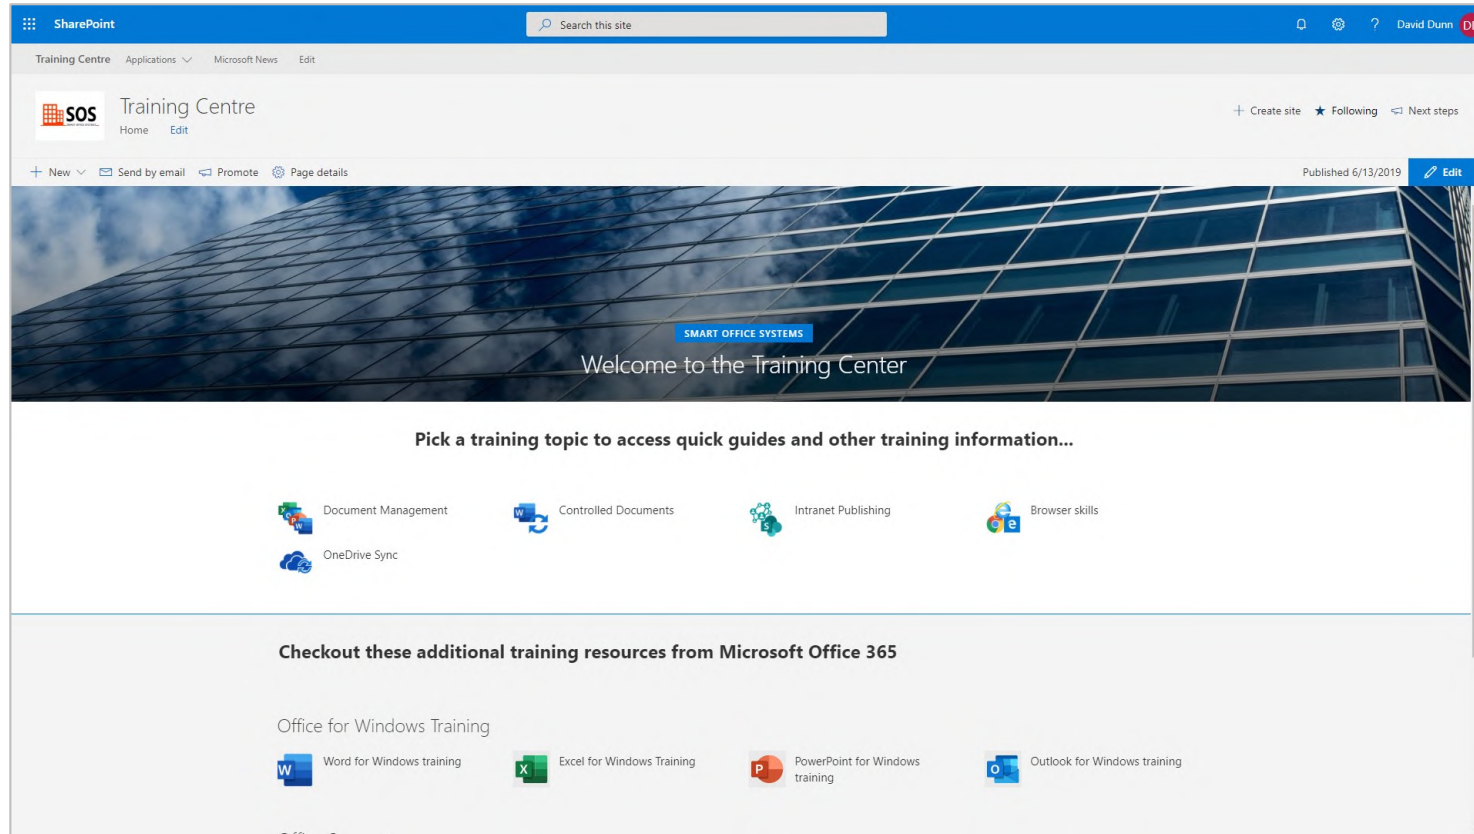 SharePoint
Search this site
? David Dunn
Training Centre Applications Microsoft News Edit
SOS
Training Centre
Home Edit
Create site Following Next steps
New Send by email Promote Page details
Published 6/13/2019 Edit
SMART OFFICE SYSTEMS
Welcome to the Training Center
Pick a training topic to access quick guides and other training information...
Document Management
Controlled Documents
Intranet Publishing
Browser skills
OneDrive Sync
Checkout these additional training resources from Microsoft Office 365
Office for Windows Training
Word for Windows training
Excel for Windows Training
PowerPoint for Windows
training
Outlook for Windows training